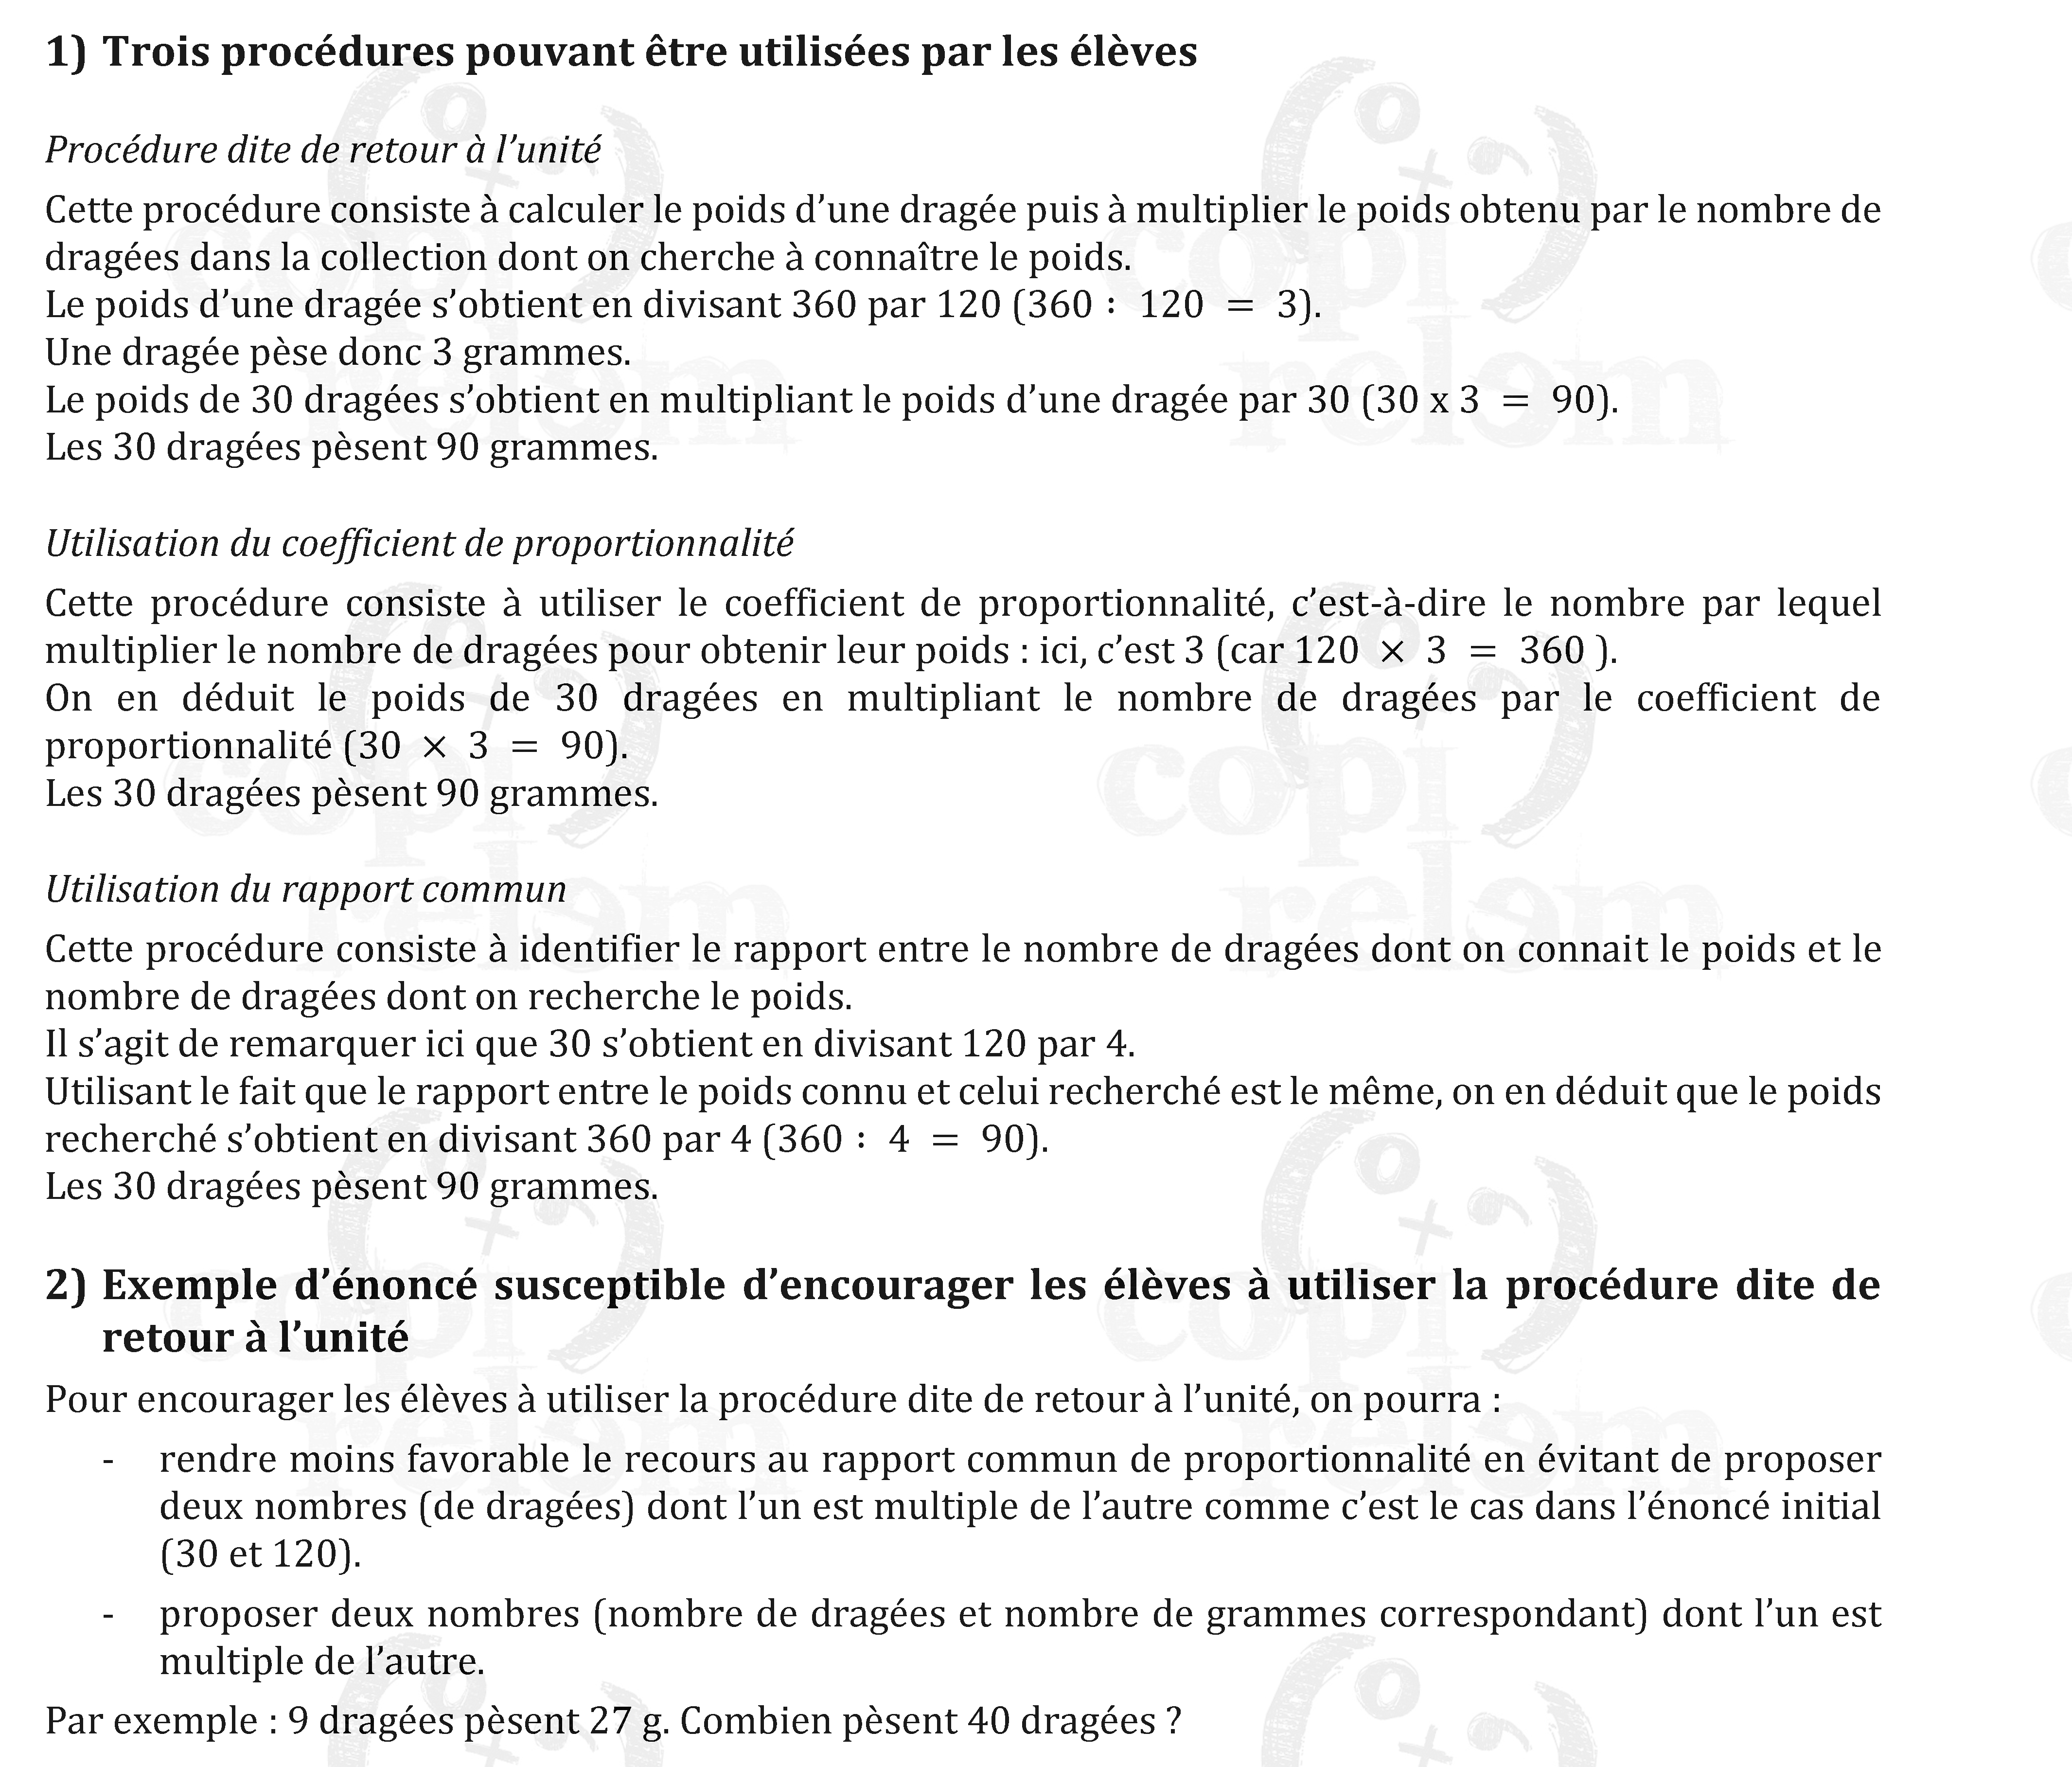 1) Trois procédures pouvant être utilisées par les élèves
Procédure dite de retour à l’unité
Cette procédure consiste à calculer le poids d’une dragée puis à multiplier le poids obtenu par le nombre de
dragées dans la collection dont on cherche à connaître le poids.
Le poids d’une dragée s’obtient en divisant 360 par 120 (360 : 120 = 3).
Une dragée pèse donc 3 grammes.
Le poids de 30 dragées s’obtient en multipliant le poids d’une dragée par 30 (30 x 3 = 90).
Les 30 dragées pèsent 90 grammes.
Utilisation du coefficient de proportionnalité
Cette procédure consiste à utiliser le coefficient de proportionnalité, c’est-à-dire le nombre par lequel
multiplier le nombre de dragées pour obtenir leur poids : ici, c’est 3 (car 120 × 3 = 360 ).
On en déduit le poids de 30 dragées en multipliant le nombre de dragées par le coefficient de
proportionnalité (30 × 3 = 90).
Les 30 dragées pèsent 90 grammes.
Utilisation du rapport commun
Cette procédure consiste à identifier le rapport entre le nombre de dragées dont on connait le poids et le
nombre de dragées dont on recherche le poids.
Il s’agit de remarquer ici que 30 s’obtient en divisant 120 par 4.
Utilisant le fait que le rapport entre le poids connu et celui recherché est le même, on en déduit que le poids
recherché s’obtient en divisant 360 par 4 (360 : 4 = 90).
Les 30 dragées pèsent 90 grammes.
2) Exemple d’énoncé susceptible d’encourager les élèves à utiliser la procédure dite de
retour à l’unité
Pour encourager les élèves à utiliser la procédure dite de retour à l’unité, on pourra :
- rendre moins favorable le recours au rapport commun de proportionnalité en évitant de proposer
deux nombres (de dragées) dont l’un est multiple de l’autre comme c’est le cas dans l’énoncé initial
(30 et 120).
- proposer deux nombres (nombre de dragées et nombre de grammes correspondant) dont l’un est
multiple de l’autre.
Par exemple : 9 dragées pèsent 27 g. Combien pèsent 40 dragées ?
copi
relem
copi
relem
copi
relem
copi
relem
copi
relem
copi
relem